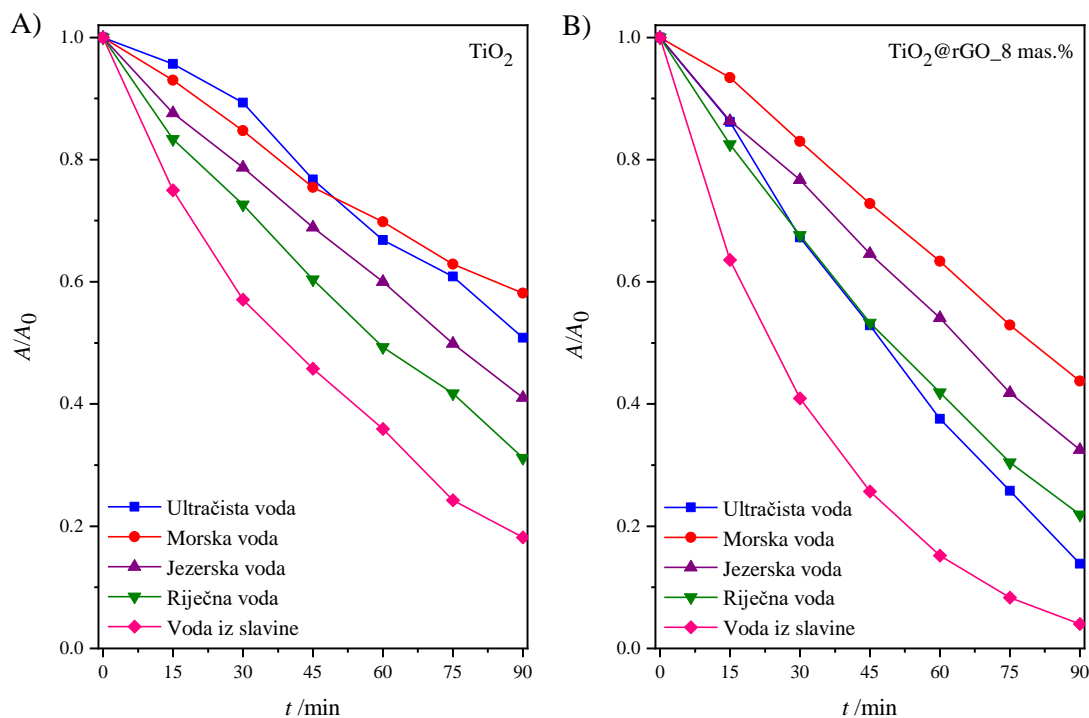 A)
TiO2
1.0
0.8
0.6
0.4
0.2
0.0
A/A0
Ultračista voda
Morska voda
Jezerska voda
Riječna voda
Voda iz slavine
0 15 30 45 60 75 90
t /min
B)
TiO2@rGO_8 mas.%
1.0
0.8
0.6
0.4
0.2
0.0
A/A0
Ultračista voda
Morska voda
Jezerska voda
Riječna voda
Voda iz slavine
0 15 30 45 60 75 90
t /min